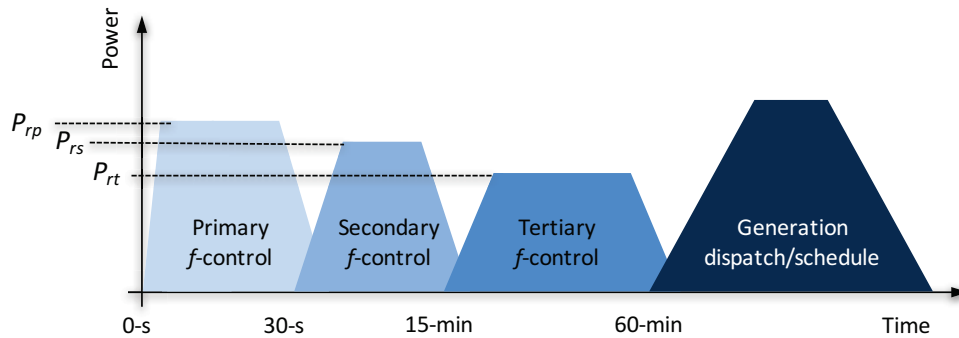 Power
P_rp
P_rs
P_rt
Primary
f-control
Secondary
f-control
Tertiary
f-control
Generation
dispatch/schedule
0-s
30-s
15-min
60-min
Time